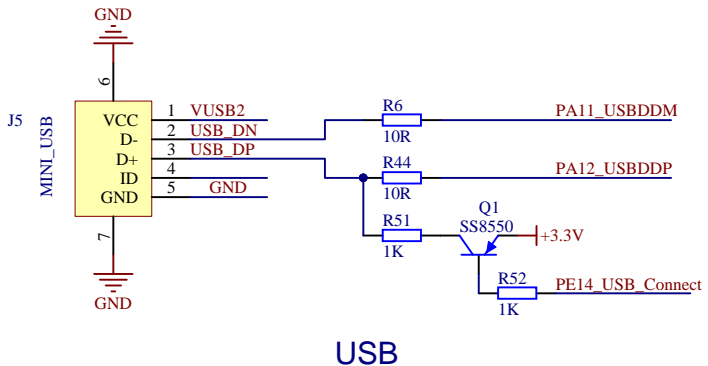 GND
6
J5
MINI_USB
VCC 1 VUSB2
D- 2 USB_DN
D+ 3 USB_DP
ID 4
GND 5 GND
7
GND
R6
10R
PA11_USBDDM
R44
10R
PA12_USBDDP
R51
1K
Q1
SS8550
+3.3V
R52
1K
PE14_USB_Connect
USB